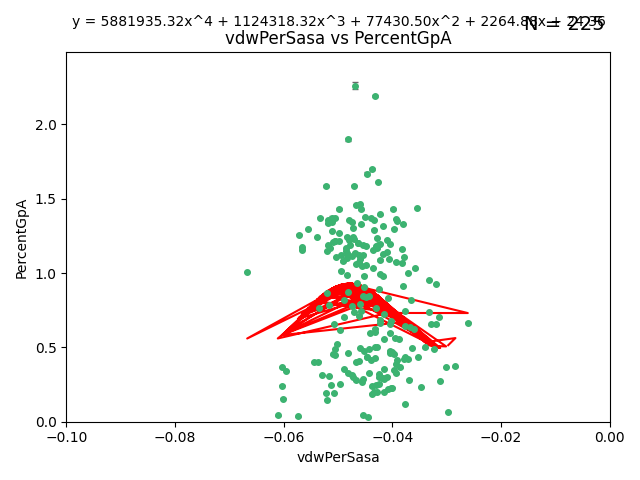 y = 5881935.32x^4 + 1124318.32x^3 + 77430.50x^2 + 2264.86x + 24.36
N = 225
vdwPerSasa vs PercentGpA
PercentGpA
2.0
1.5
1.0
0.5
0.0
−0.10 −0.08 −0.06 −0.04 −0.02 0.00
vdwPerSasa